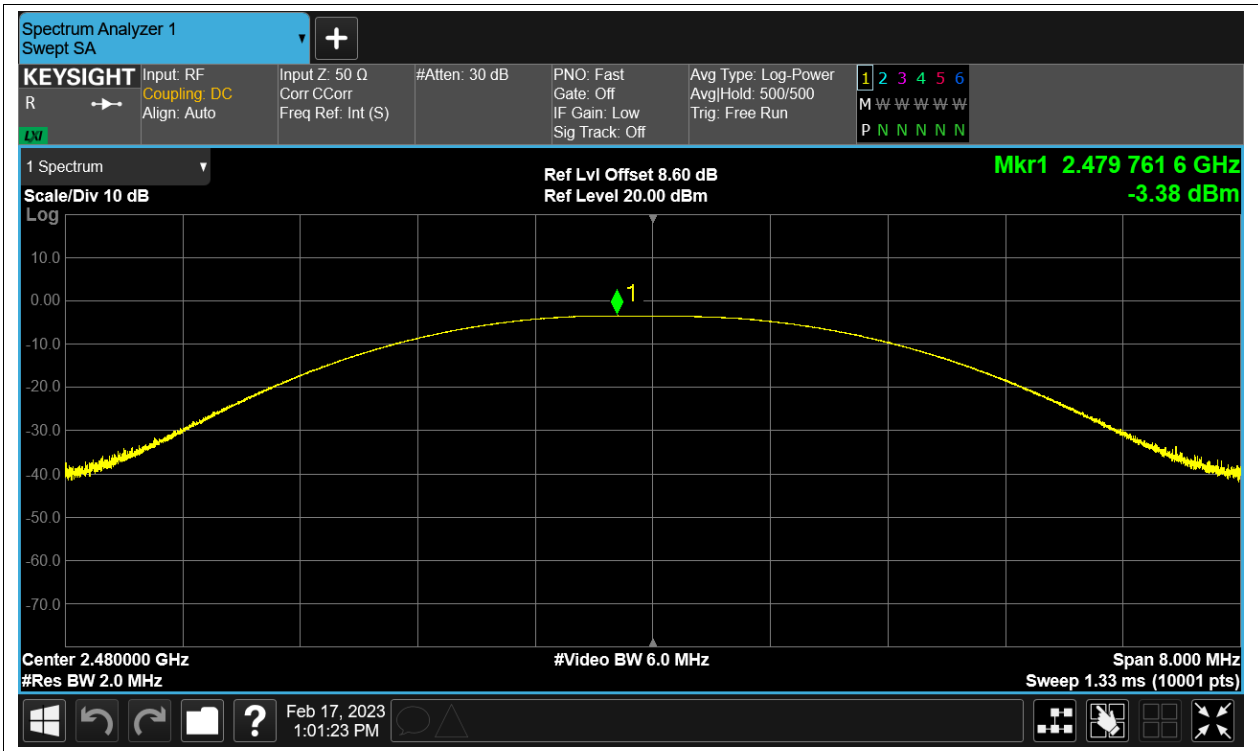 Spectrum Analyzer 1
Swept SA
KEYSIGHT
R
LXI
Input: RF
Coupling: DC
Align: Auto
Input Z: 50 Ω
Corr CCorr
Freq Ref: Int (S)
#Atten: 30 dB
PNO: Fast
Gate: Off
IF Gain: Low
Sig Track: Off
Avg Type: Log-Power
Avg|Hold: 500/500
Trig: Free Run
1 2 3 4 5 6
M W W W W W W
P N N N N N N
1 Spectrum
Scale/Div 10 dB
Log
Ref Lvl Offset 8.60 dB
Ref Level 20.00 dBm
Mkr1 2.479 761 6 GHz
-3.38 dBm
10.0
0.00
-10.0
-20.0
-30.0
-40.0
-50.0
-60.0
-70.0
1
Center 2.480000 GHz
#Res BW 2.0 MHz
#Video BW 6.0 MHz
Span 8.000 MHz
Sweep 1.33 ms (10001 pts)
?
Feb 17, 2023
1:01:23 PM